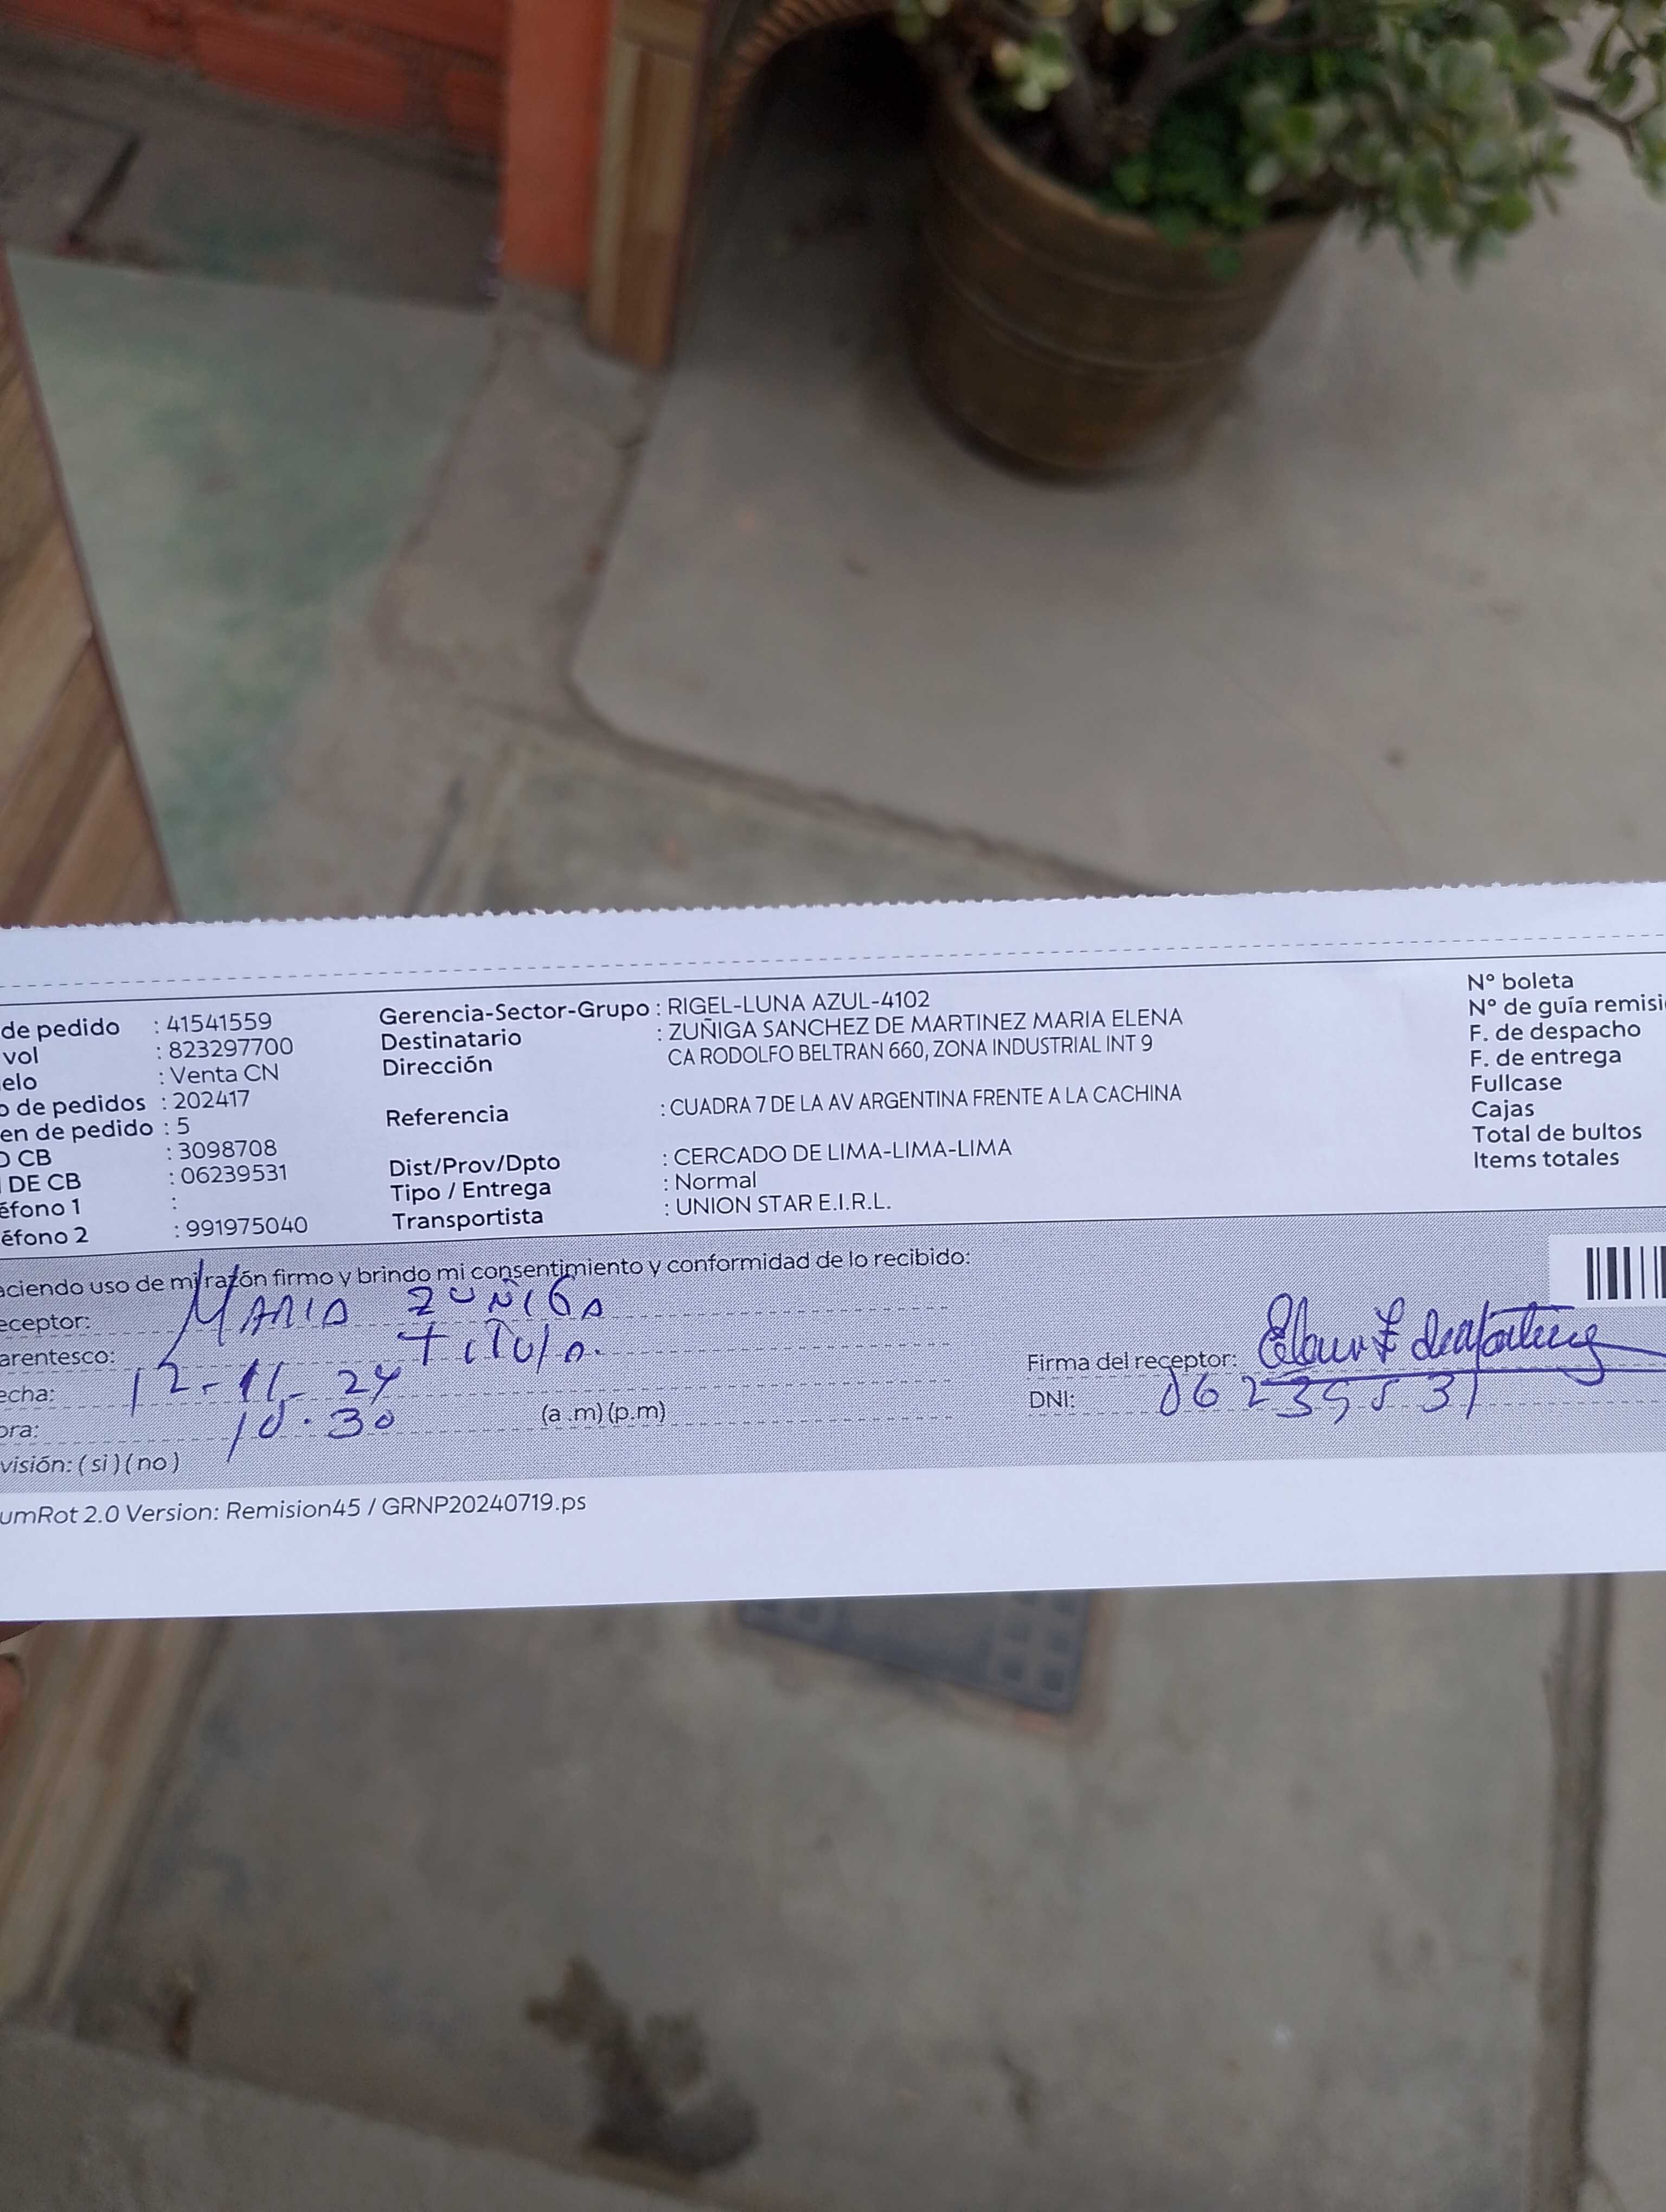 de pedido : 41541559
vol : 823297700
elo : Venta CN
o de pedidos : 202417
en de pedido : 5
O CB : 3098708
DE CB : 06239531
éfono 1 :
éfono 2 : 991975040
Gerencia-Sector-Grupo : RIGEL-LUNA AZUL-4102
Destinatario : ZUÑIGA SANCHEZ DE MARTINEZ MARIA ELENA
Dirección CA RODOLFO BELTRAN 660, ZONA INDUSTRIAL INT 9
Referencia : CUADRA 7 DE LA AV ARGENTINA FRENTE A LA CACHINA
Dist/Prov/Dpto : CERCADO DE LIMA-LIMA-LIMA
Tipo / Entrega : Normal
Transportista : UNION STAR E.I.R.L.
N° boleta
N° de guía remisi
F. de despacho
F. de entrega
Fullcase
Cajas
Total de bultos
Items totales
aciendo uso de mi razón firmo y brindo mi consentimiento y conformidad de lo recibido:
eceptor: MARIA ZUÑIGA
arentesco: titula.
echa: 12-11-24
ora: 10.30 (a .m) (p.m)
visión: ( si ) ( no )
Firma del receptor:
DNI: 06239531
umRot 2.0 Version: Remision45 / GRNP20240719.ps